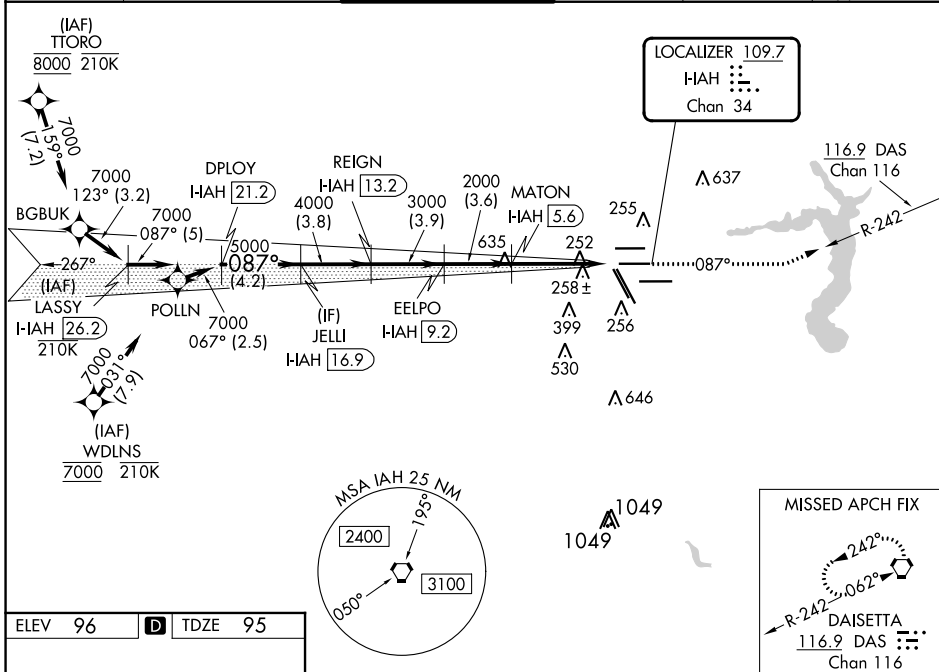 (IAF)
TTORO
8000 210K
7000
159°
(7.2)
7000
123° (3.2)
BGBUK
7000
087° (5)
DPLOY
I-IAH 21.2
REIGN
I-IAH 13.2
4000
(3.8)
3000
(3.9)
2000
(3.6)
MATON
I-IAH 5.6
LOCALIZER 109.7
I-IAH
Chan 34
637
255
116.9 DAS
Chan 116
R-242
5000
087°
(4.2)
635
252
087°
267°
(IAF)
LASSY
I-IAH 26.2
210K
POLLN
7000
067° (2.5)
(IF)
JELLI
I-IAH 16.9
EELPO
I-IAH 9.2
258±
399
256
530
646
7000
031°
(7.9)
(IAF)
WDLNS
7000 210K
MSA IAH 25 NM
195°
2400
3100
050°
1049
1049
MISSED APCH FIX
242°
062°
R-242
DAISETTA
116.9 DAS
Chan 116
ELEV 96 D TDZE 95